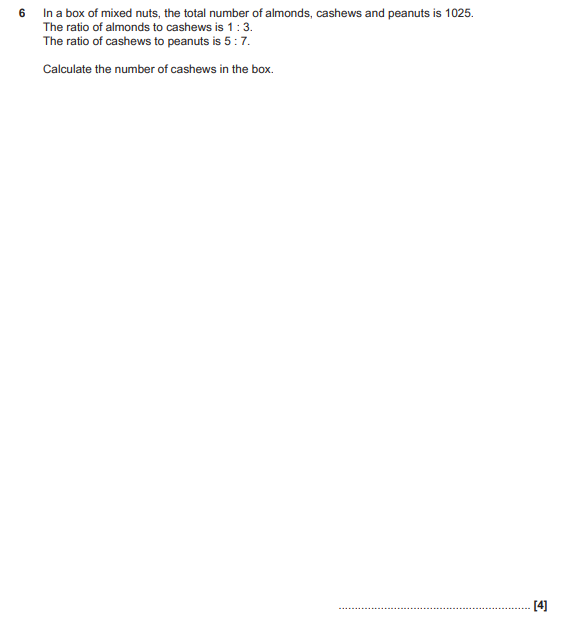 6 In a box of mixed nuts, the total number of almonds, cashews and peanuts is 1025.
The ratio of almonds to cashews is 1 : 3.
The ratio of cashews to peanuts is 5 : 7.
Calculate the number of cashews in the box.
........................................................... [4]